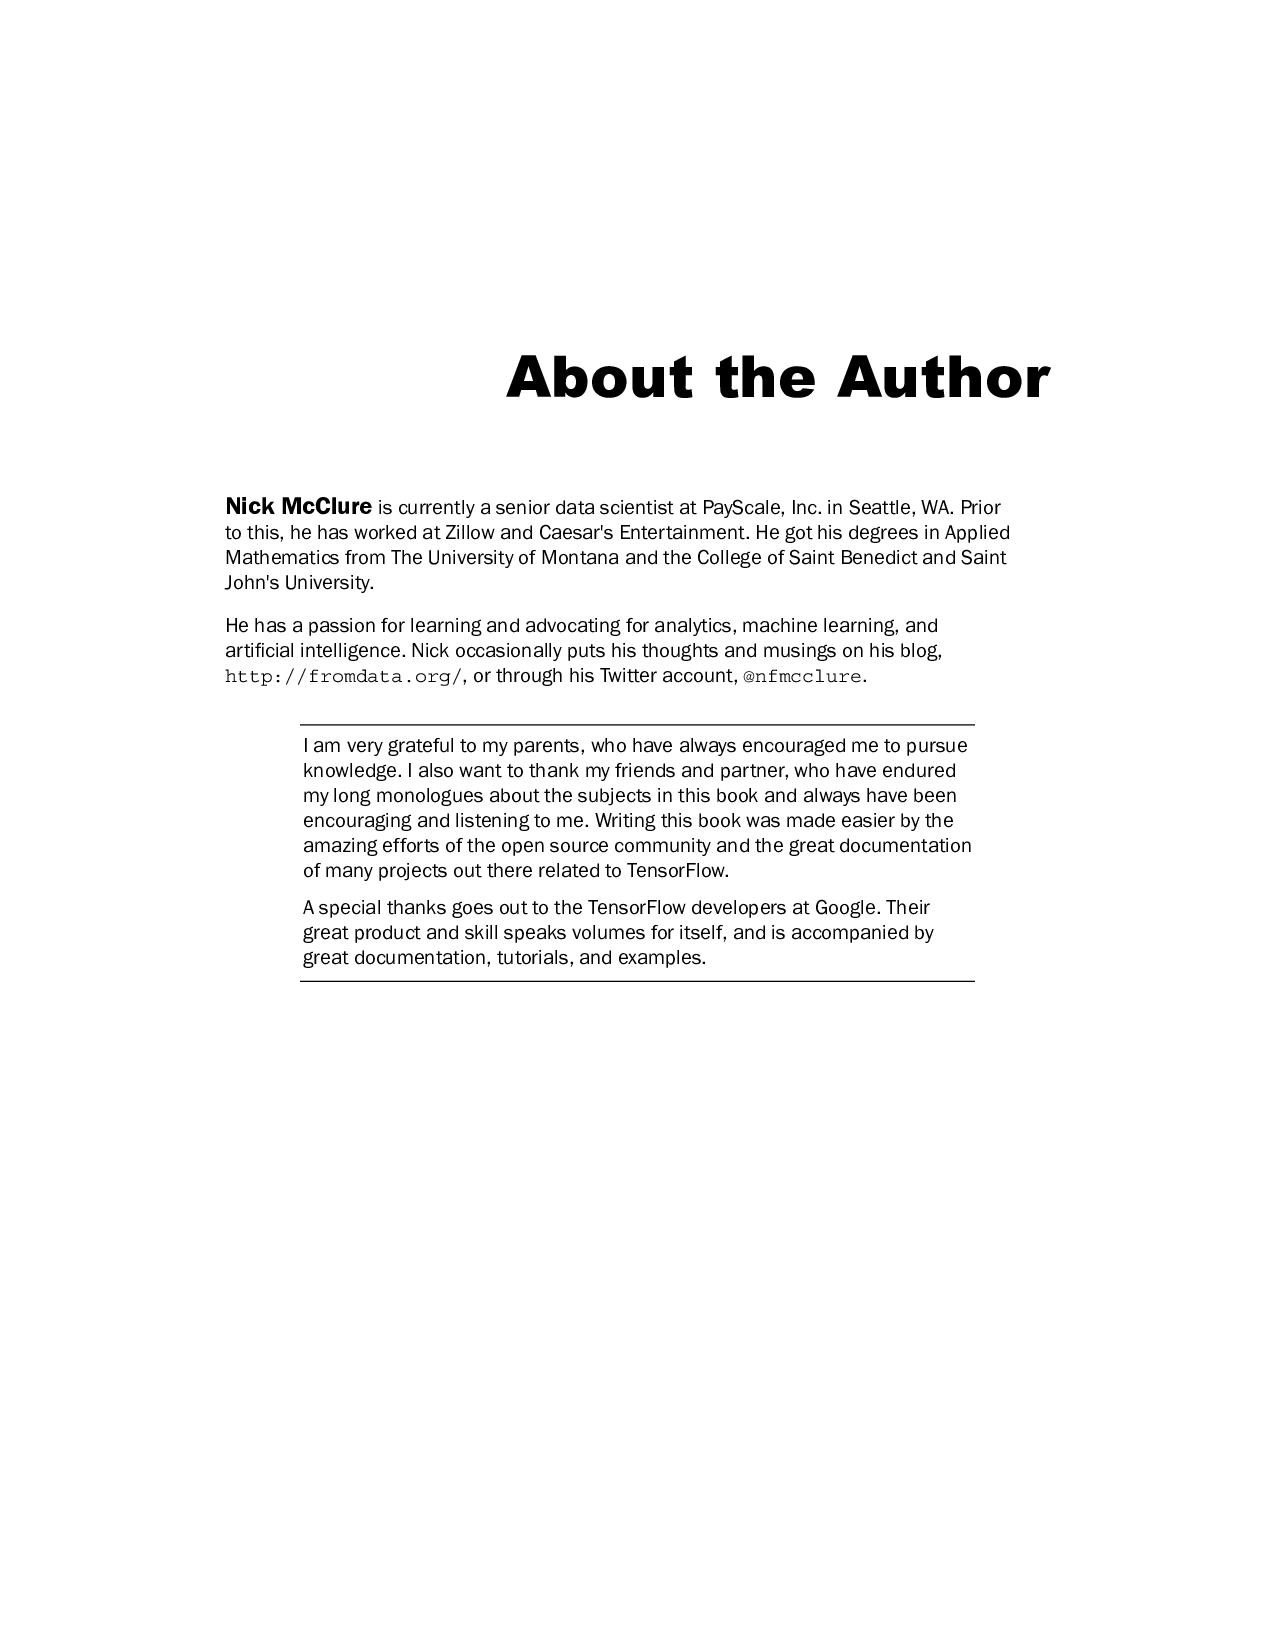 About the Author
Nick McClure is currently a senior data scientist at PayScale, Inc. in Seattle, WA. Prior
to this, he has worked at Zillow and Caesar's Entertainment. He got his degrees in Applied
Mathematics from The University of Montana and the College of Saint Benedict and Saint
John's University.
He has a passion for learning and advocating for analytics, machine learning, and
artificial intelligence. Nick occasionally puts his thoughts and musings on his blog,
http://fromdata.org/, or through his Twitter account, @nfmcclure.
I am very grateful to my parents, who have always encouraged me to pursue
knowledge. I also want to thank my friends and partner, who have endured
my long monologues about the subjects in this book and always have been
encouraging and listening to me. Writing this book was made easier by the
amazing efforts of the open source community and the great documentation
of many projects out there related to TensorFlow.
A special thanks goes out to the TensorFlow developers at Google. Their
great product and skill speaks volumes for itself, and is accompanied by
great documentation, tutorials, and examples.